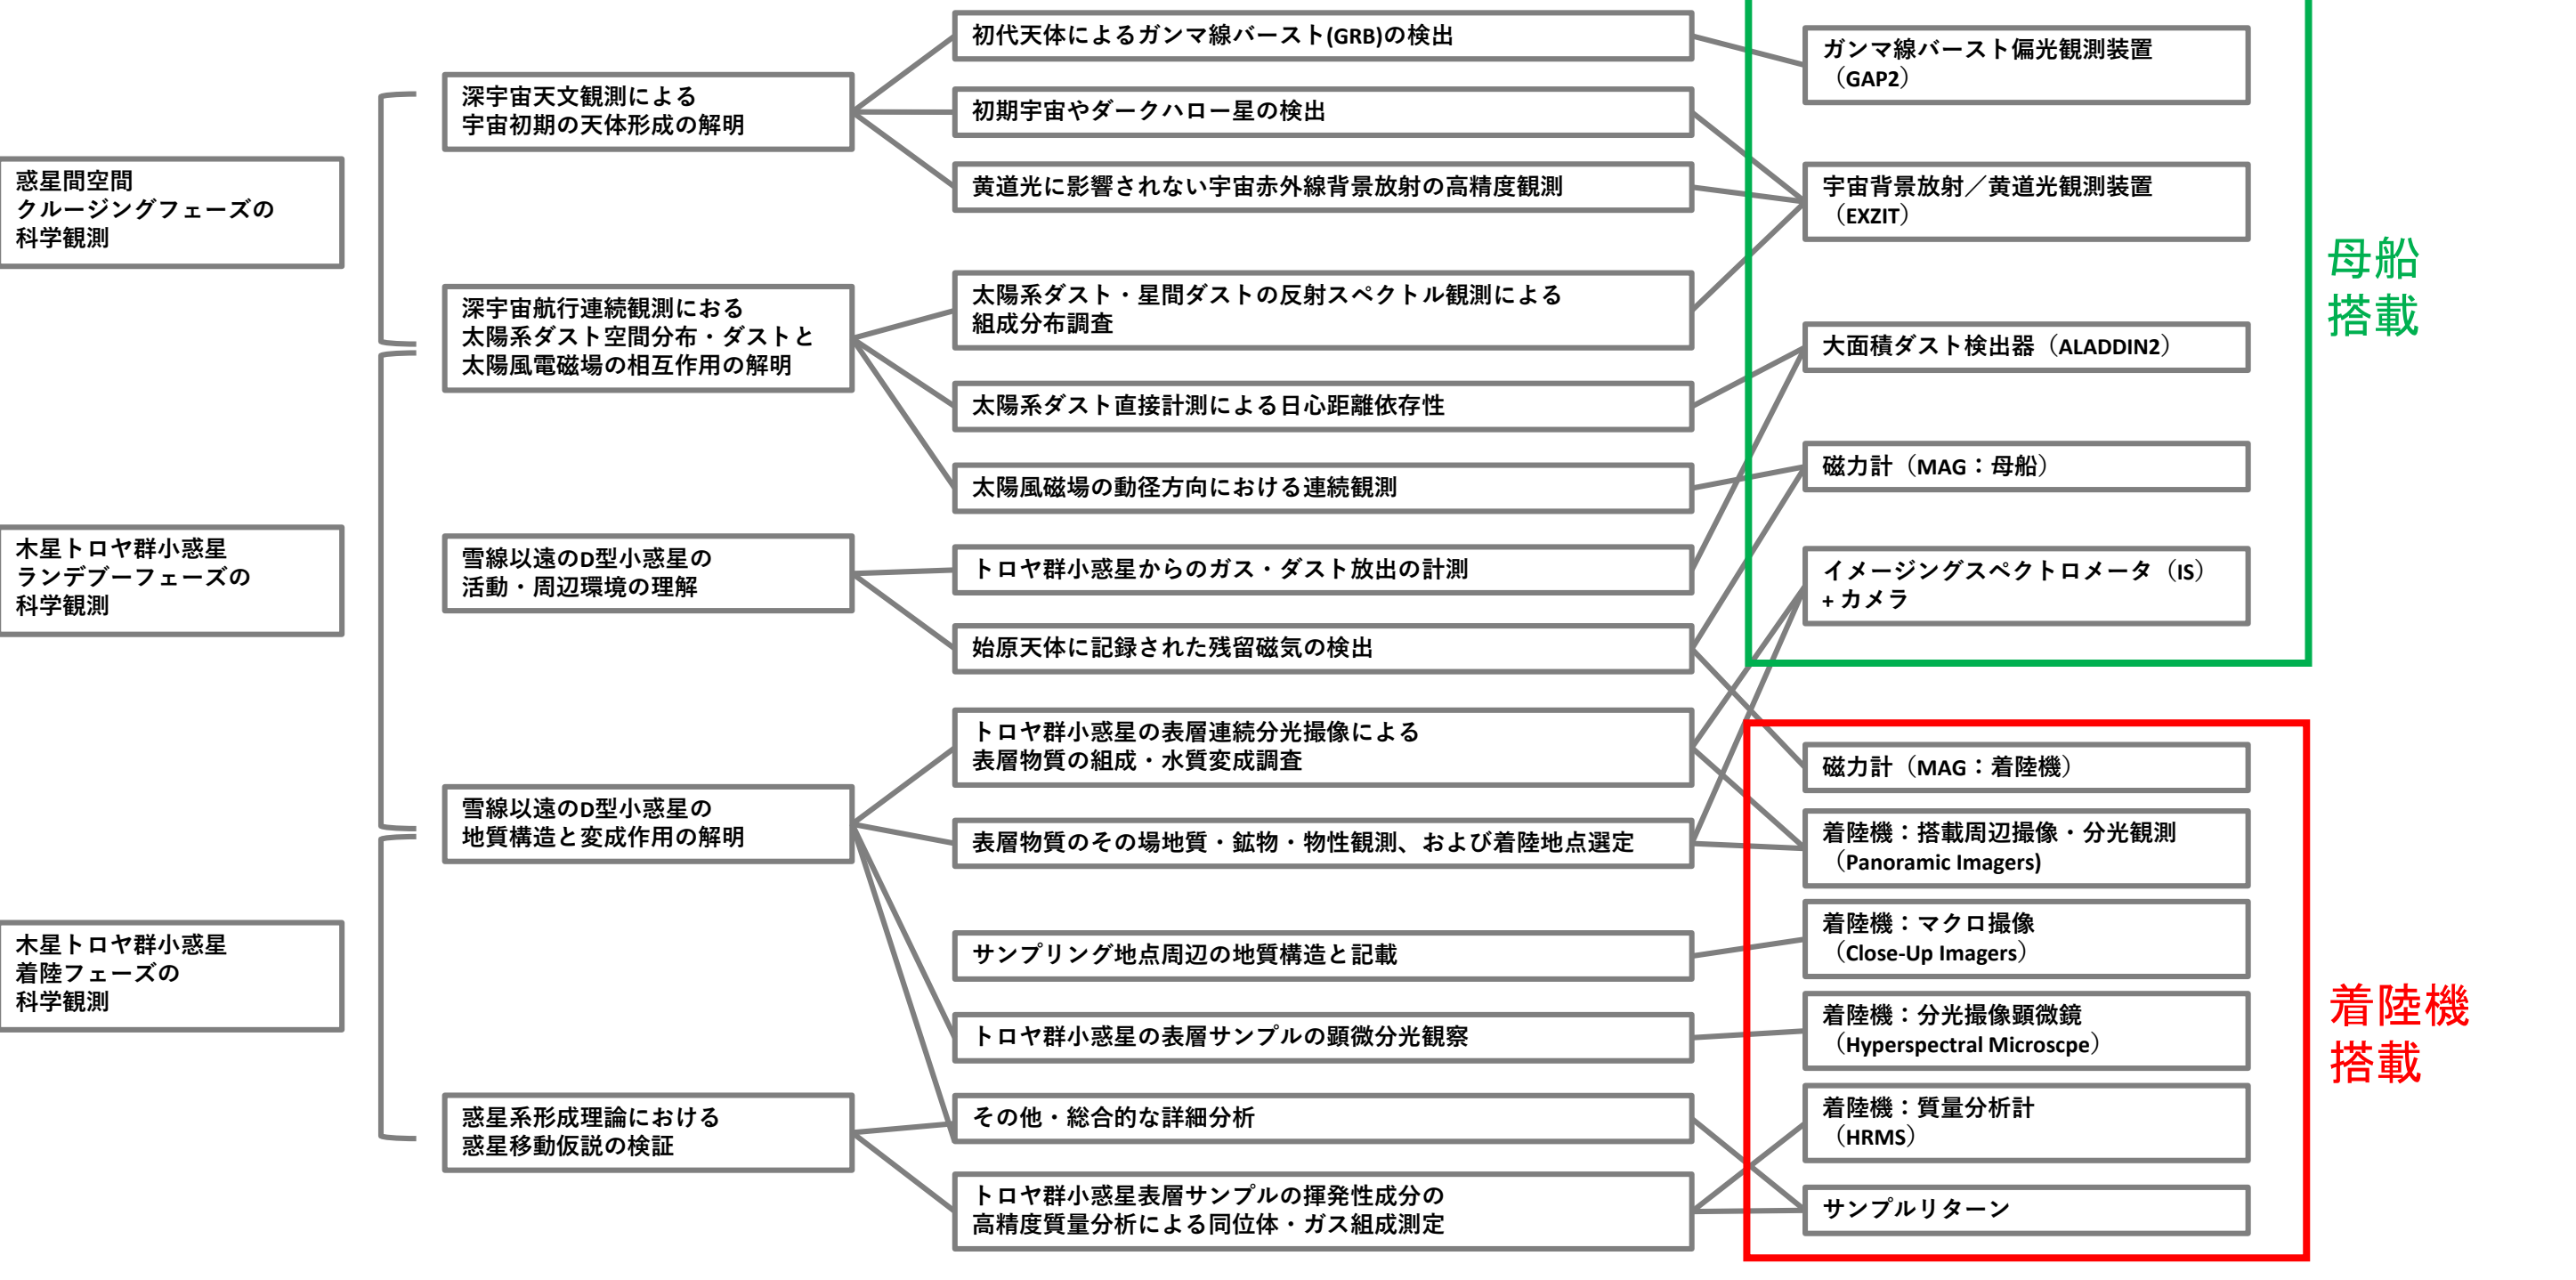 惑星間空間
クルージングフェーズの
科学観測
木星トロヤ群小惑星
ランデブーフェーズの
科学観測
木星トロヤ群小惑星
着陸フェーズの
科学観測
深宇宙天文観測による
宇宙初期の天体形成の解明
深宇宙航行連続観測におる
太陽系ダスト空間分布・ダストと
太陽風電磁場の相互作用の解明
雪線以遠のD型小惑星の
活動・周辺環境の理解
雪線以遠のD型小惑星の
地質構造と変成作用の解明
惑星系形成理論における
惑星移動仮説の検証
初代天体によるガンマ線バースト(GRB)の検出
初期宇宙やダークハロー星の検出
黄道光に影響されない宇宙赤外線背景放射の高精度観測
太陽系ダスト・星間ダストの反射スペクトル観測による
組成分布調査
太陽系ダスト直接計測による日心距離依存性
太陽風磁場の動径方向における連続観測
トロヤ群小惑星からのガス・ダスト放出の計測
始原天体に記録された残留磁気の検出
トロヤ群小惑星の表層連続分光撮像による
表層物質の組成・水質変成調査
表層物質のその場地質・鉱物・物性観測、および着陸地点選定
サンプリング地点周辺の地質構造と記載
トロヤ群小惑星の表層サンプルの顕微分光観察
その他・総合的な詳細分析
トロヤ群小惑星表層サンプルの揮発性成分の
高精度質量分析による同位体・ガス組成測定
ガンマ線バースト偏光観測装置
（GAP2）
宇宙背景放射／黄道光観測装置
（EXZIT）
大面積ダスト検出器（ALADDIN2）
磁力計（MAG：母船）
イメージングスペクトロメータ（IS）
+ カメラ
母船
搭載
磁力計（MAG：着陸機）
着陸機：搭載周辺撮像・分光観測
（Panoramic Imagers)
着陸機：マクロ撮像
（Close-Up Imagers）
着陸機：分光撮像顕微鏡
（Hyperspectral Microscpe）
着陸機：質量分析計
（HRMS）
サンプルリターン
着陸機
搭載